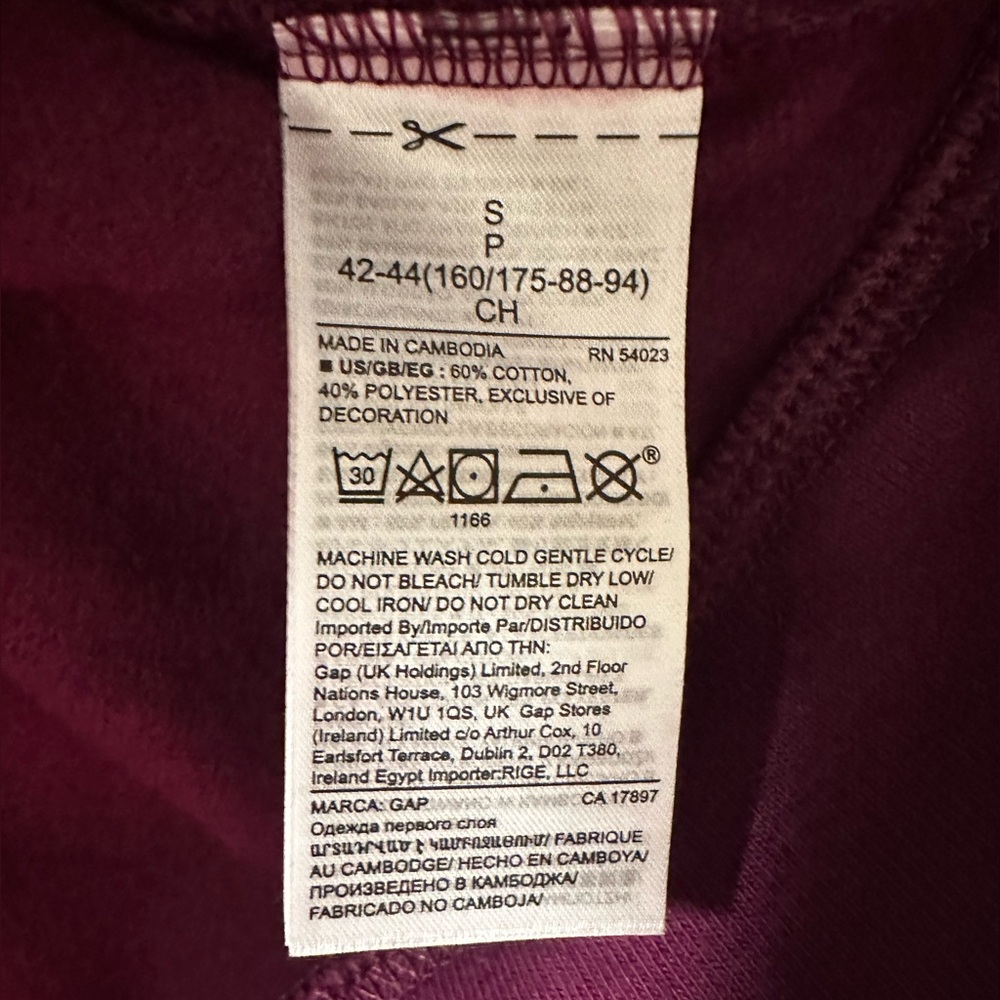 S
P
42-44(160/175-88-94)
CH
MADE IN CAMBODIA RN 54023
■ US/GB/EG : 60% COTTON,
40% POLYESTER, EXCLUSIVE OF
DECORATION
30 ®
1166
MACHINE WASH COLD GENTLE CYCLE/
DO NOT BLEACH/ TUMBLE DRY LOW/
COOL IRON/ DO NOT DRY CLEAN
Imported By/Importe Par/DISTRIBUIDO
POR/ΕΙΣΑΓΕΤΑΙ ΑΠΟ ΤΗΝ:
Gap (UK Holdings) Limited, 2nd Floor
Nations House, 103 Wigmore Street,
London, W1U 1QS, UK Gap Stores
(Ireland) Limited c/o Arthur Cox, 10
Earlsfort Terrace, Dublin 2, D02 T380,
Ireland Egypt Importer:RIGE, LLC
MARCA: GAP CA 17897
Одежда первого слоя
ԱՐՏԱԴՐՎԱԾ Է ԿԱՄԲՈՋԱՅՈՒՄ/ FABRIQUE
AU CAMBODGE/ HECHO EN CAMBOYA/
ПРОИЗВЕДЕНО В КАМБОДЖА/
FABRICADO NO CAMBOJA/